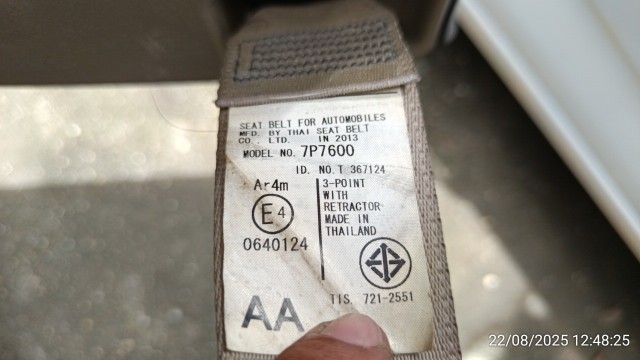 SEAT BELT FOR AUTOMOBILES
MFD. BY THAI SEAT BELT
CO., LTD. IN 2013
MODEL NO. 7P7600
ID. NO. T 367124
Ar4m
E4
0640124
3-POINT
WITH
RETRACTOR
MADE IN
THAILAND
TIS. 721-2551
AA
22/08/2025 12:48:25